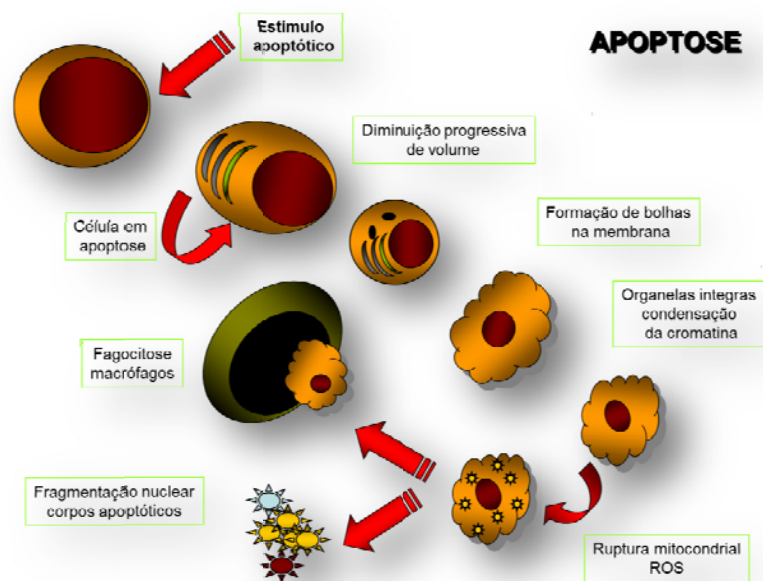 APOPTOSE
Estimulo
apoptótico
Diminuição progressiva
de volume
Célula em
apoptose
Formação de bolhas
na membrana
Organelas integras
condensação
da cromatina
Fagocitose
macrófagos
Fragmentação nuclear
corpos apoptóticos
Ruptura mitocondrial
ROS